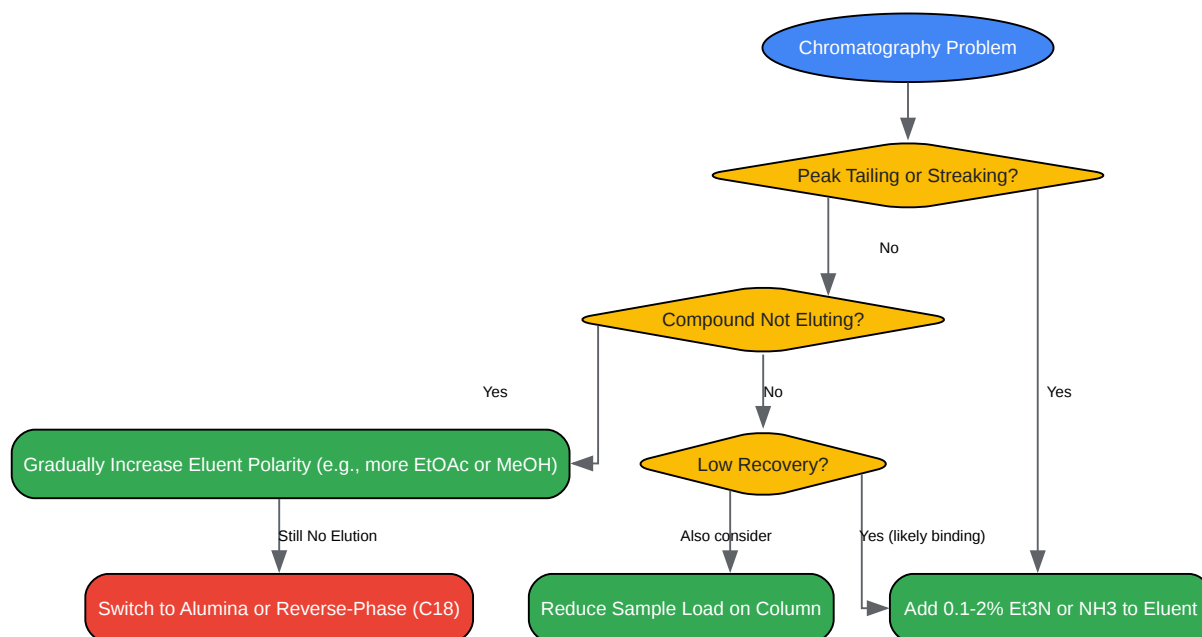 Chromatography Problem
Peak Tailing or Streaking?
No
Compound Not Eluting?
Yes
No
Yes
Gradually Increase Eluent Polarity (e.g., more EtOAc or MeOH)
Low Recovery?
Still No Elution
Also consider
Yes (likely binding)
Switch to Alumina or Reverse-Phase (C18)
Reduce Sample Load on Column
Add 0.1-2% Et3N or NH3 to Eluent